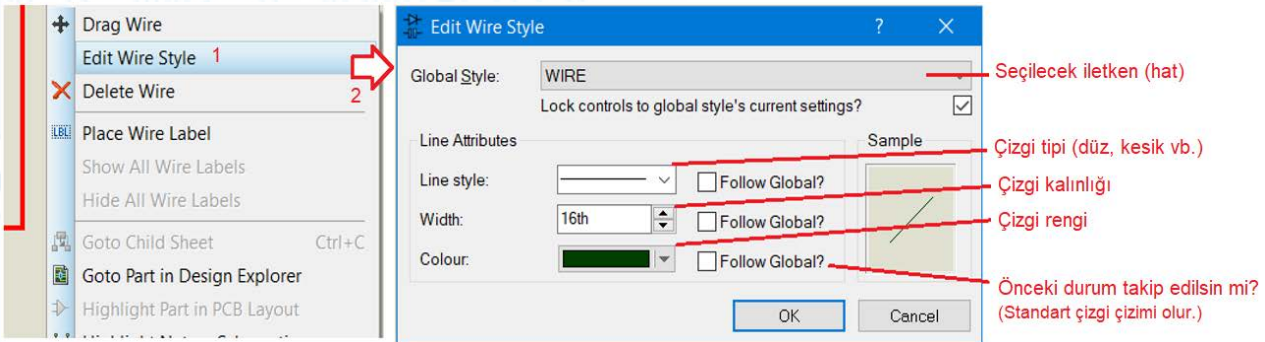 Drag Wire
Edit Wire Style 1
Delete Wire 2
Place Wire Label
Show All Wire Labels
Hide All Wire Labels
Goto Child Sheet Ctrl+C
Goto Part in Design Explorer
Highlight Part in PCB Layout
Edit Wire Style ? ×
Global Style: WIRE
Lock controls to global style's current settings?
Line Attributes
Line style: Follow Global?
Width: 16th Follow Global?
Colour: Follow Global?
Sample
OK Cancel
Seçilecek iletken (hat)
Çizgi tipi (düz, kesik vb.)
Çizgi kalınlığı
Çizgi rengi
Önceki durum takip edilsin mi?
(Standart çizgi çizimi olur.)